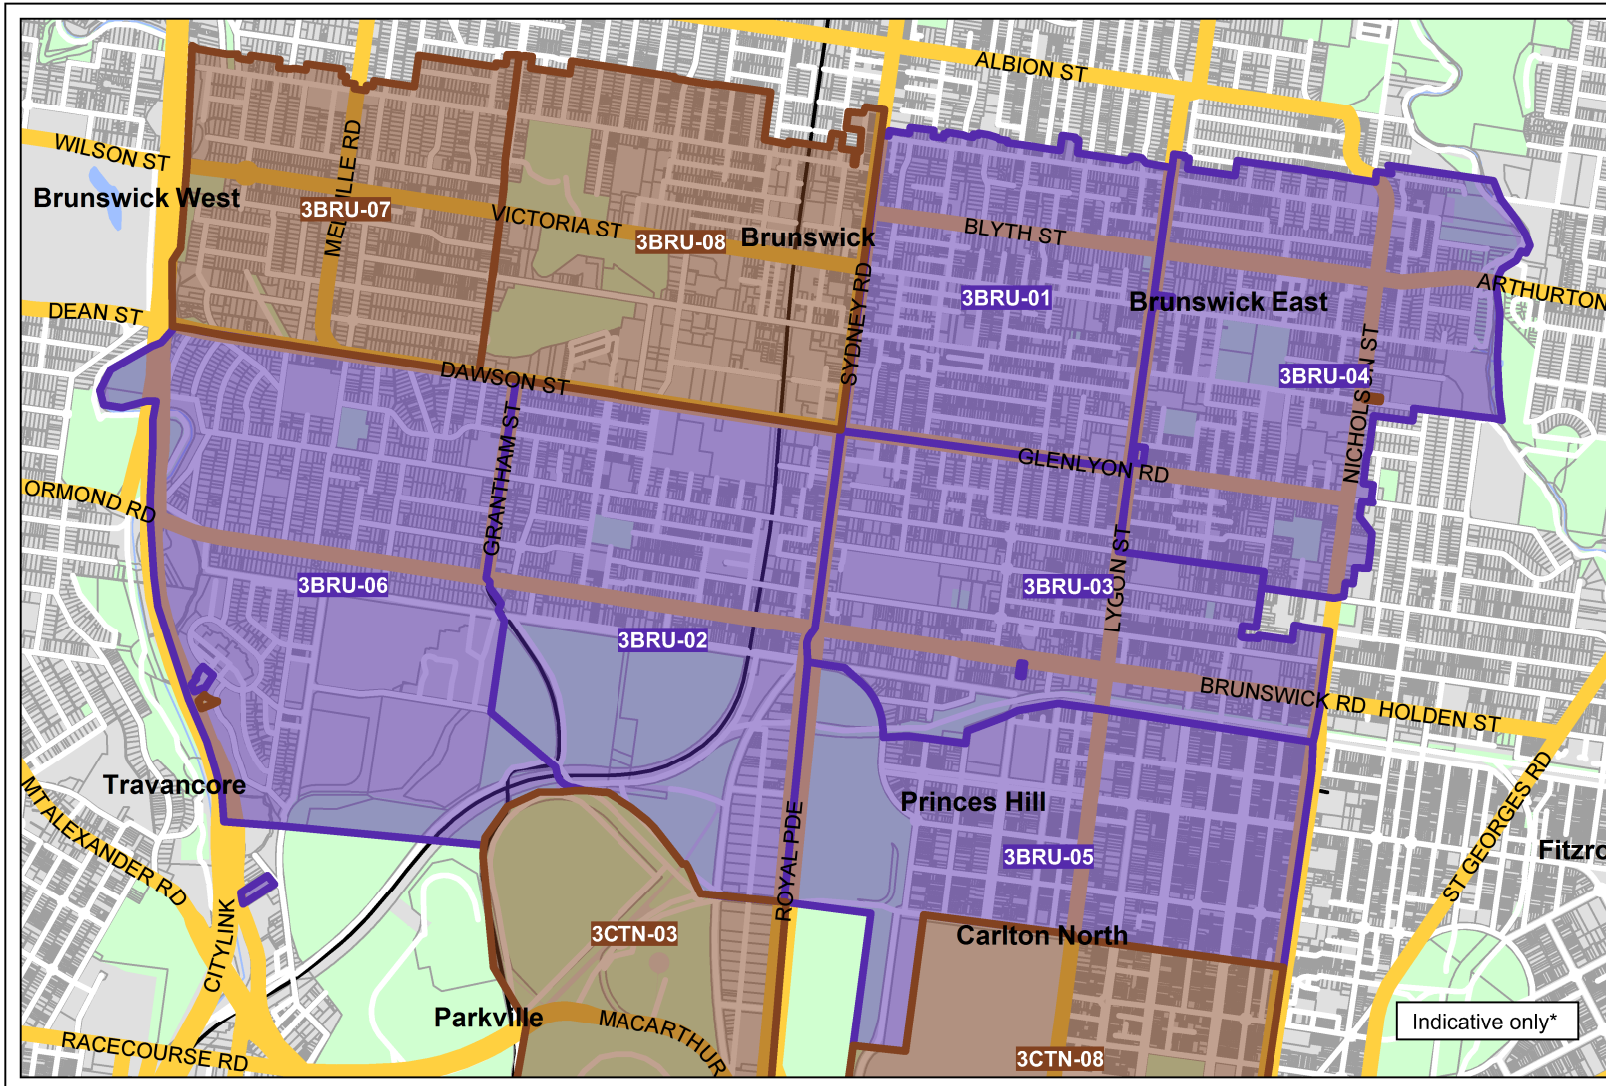 ALBION ST
WILSON ST
Brunswick West
MELVILLE RD
3BRU-07
VICTORIA ST
3BRU-08
Brunswick
BLYTH ST
3BRU-01
Brunswick East
ARTHURTON
DEAN ST
SYDNEY RD
NICHOLSON ST
3BRU-04
DAWSON ST
GRANTHAM ST
GLENLYON RD
ORMOND RD
LYGON ST
3BRU-06
3BRU-03
3BRU-02
BRUNSWICK RD
HOLDEN ST
Travancore
MT ALEXANDER RD
Princes Hill
ROYAL PDE
3BRU-05
ST GEORGES RD
Fitzro
CITYLINK
3CTN-03
Carlton North
Parkville
MACARTHUR
RACECOURSE RD
3CTN-08
Indicative only*